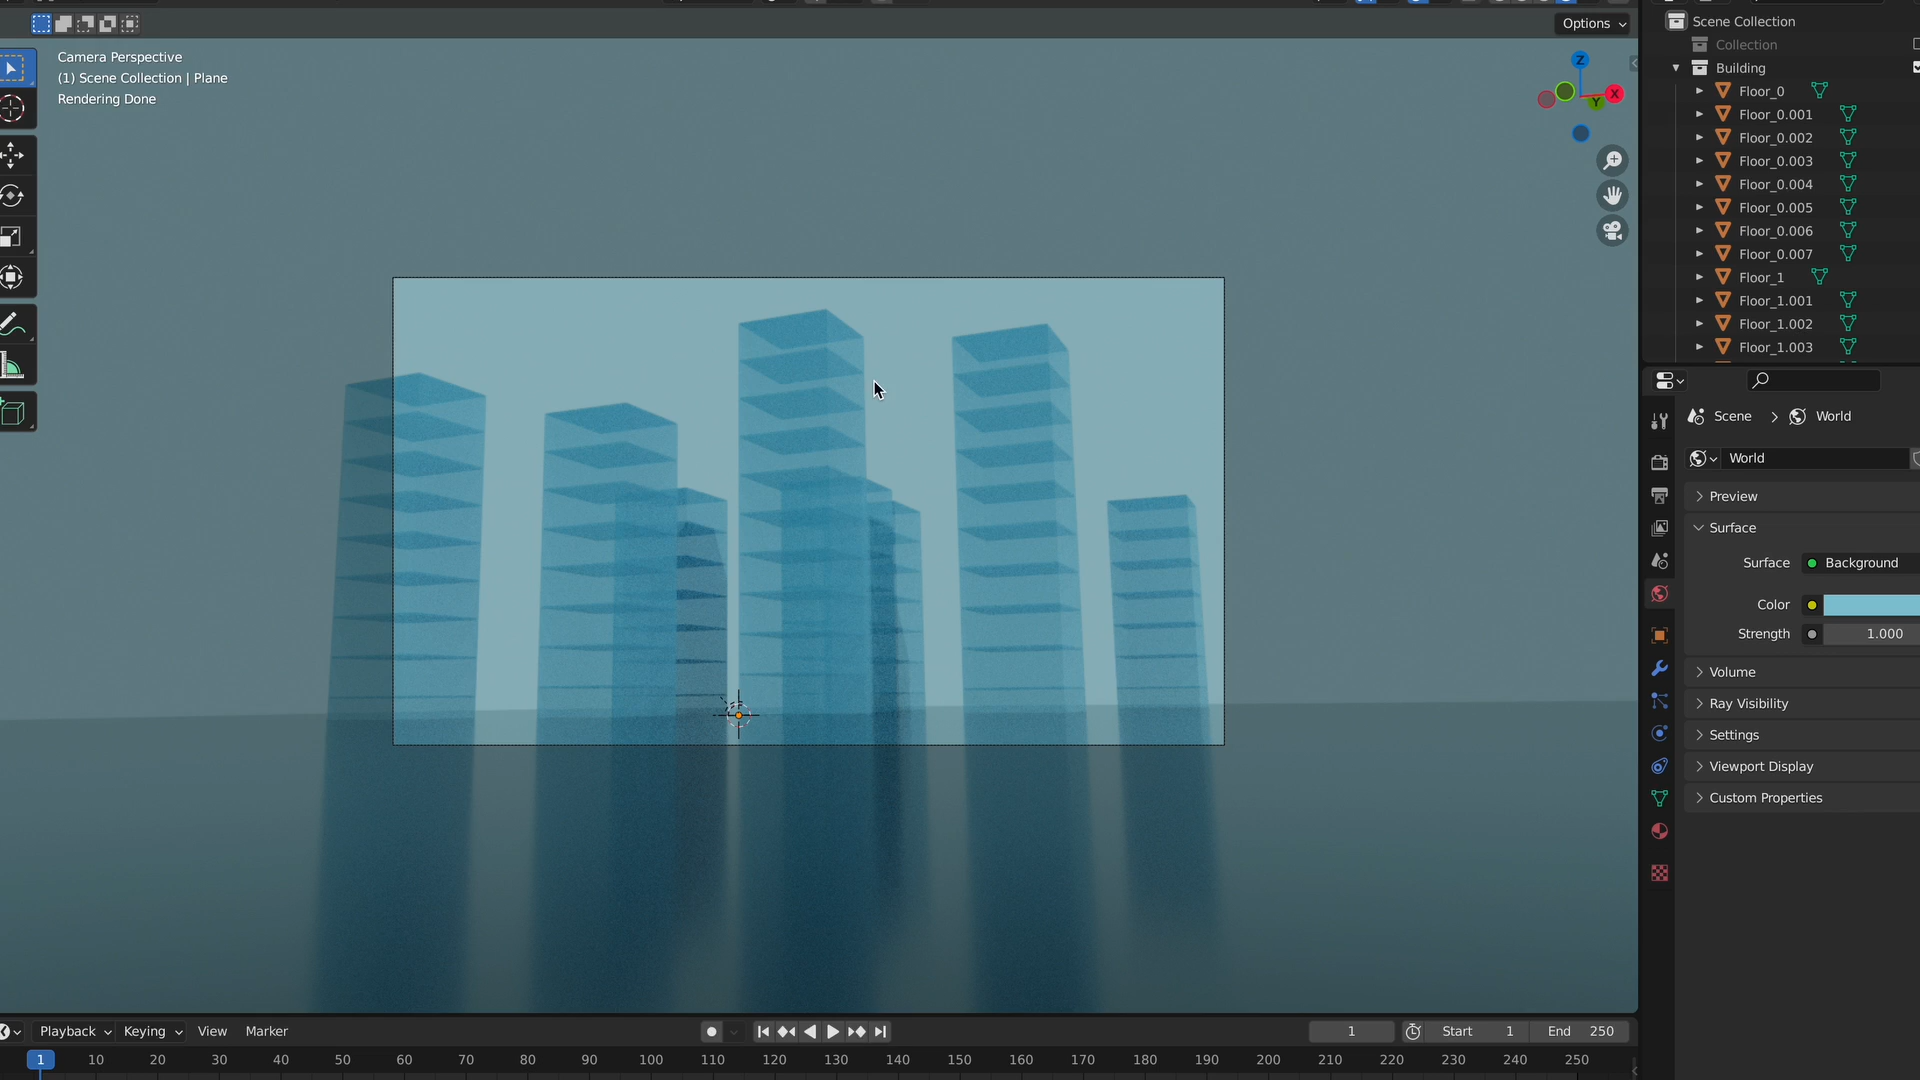 Options
Camera Perspective
(1) Scene Collection | Plane
Rendering Done
Z
X
Y
Scene Collection
Collection
Building
Floor_0
Floor_0.001
Floor_0.002
Floor_0.003
Floor_0.004
Floor_0.005
Floor_0.006
Floor_0.007
Floor_1
Floor_1.001
Floor_1.002
Floor_1.003
Scene > World
World
Preview
Surface
Surface Background
Color
Strength 1.000
Volume
Ray Visibility
Settings
Viewport Display
Custom Properties
Playback Keying View Marker 1 Start 1 End 250
1 10 20 30 40 50 60 70 80 90 100 110 120 130 140 150 160 170 180 190 200 210 220 230 240 250